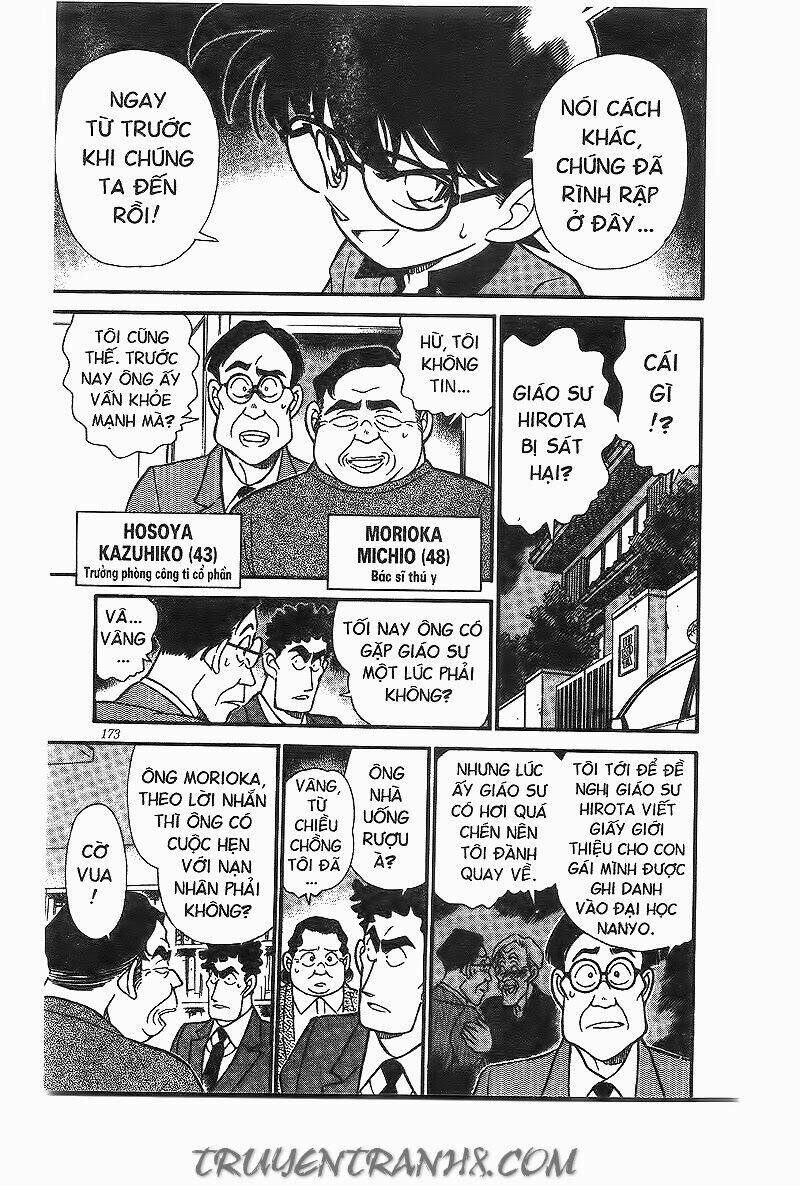 NÓI CÁCH
KHÁC,
CHÚNG ĐÃ
RÌNH RẬP
Ở ĐÂY...
NGAY
TỪ TRƯỚC
KHI CHÚNG
TA ĐẾN
RỒI!
CÁI
GÌ
!?
GIÁO SƯ
HIROTA
BỊ SÁT
HẠI?
HỪ, TÔI
KHÔNG
TIN...
TÔI CŨNG
THẾ. TRƯỚC
NAY ÔNG ẤY
VẨN KHỎE
MẠNH MÀ?
MORIOKA
MICHIO (48)
Bác sĩ thú y
HOSOYA
KAZUHIKO (43)
Trưởng phòng công ti cổ phần
TỐI NAY ÔNG CÓ
GẶP GIÁO SƯ
MỘT LÚC PHẢI
KHÔNG?
VÂ...
VÂNG
...
173
TÔI TỚI ĐỂ ĐỀ
NGHỊ GIÁO SƯ
HIROTA VIẾT
GIẤY GIỚI
THIỆU CHO CON
GÁI MÌNH ĐƯỢC
GHI DANH
VÀO ĐẠI HỌC
NANYO.
NHƯNG LÚC
ẤY GIÁO SƯ
CÓ HƠI QUÁ
CHÉN NÊN
TÔI ĐÀNH
QUAY VỀ.
ÔNG
NHÀ
UỐNG
RƯỢU
À?
VÂNG,
TỪ
CHIỀU
CHỒNG
TÔI ĐÃ
...
ÔNG MORIOKA,
THEO LỜI NHẮN
THÌ ÔNG CÓ
CUỘC HẸN
VỚI NẠN
NHÂN PHẢI
KHÔNG?
CỜ
VUA
!
TRUYENTRANH8.COM